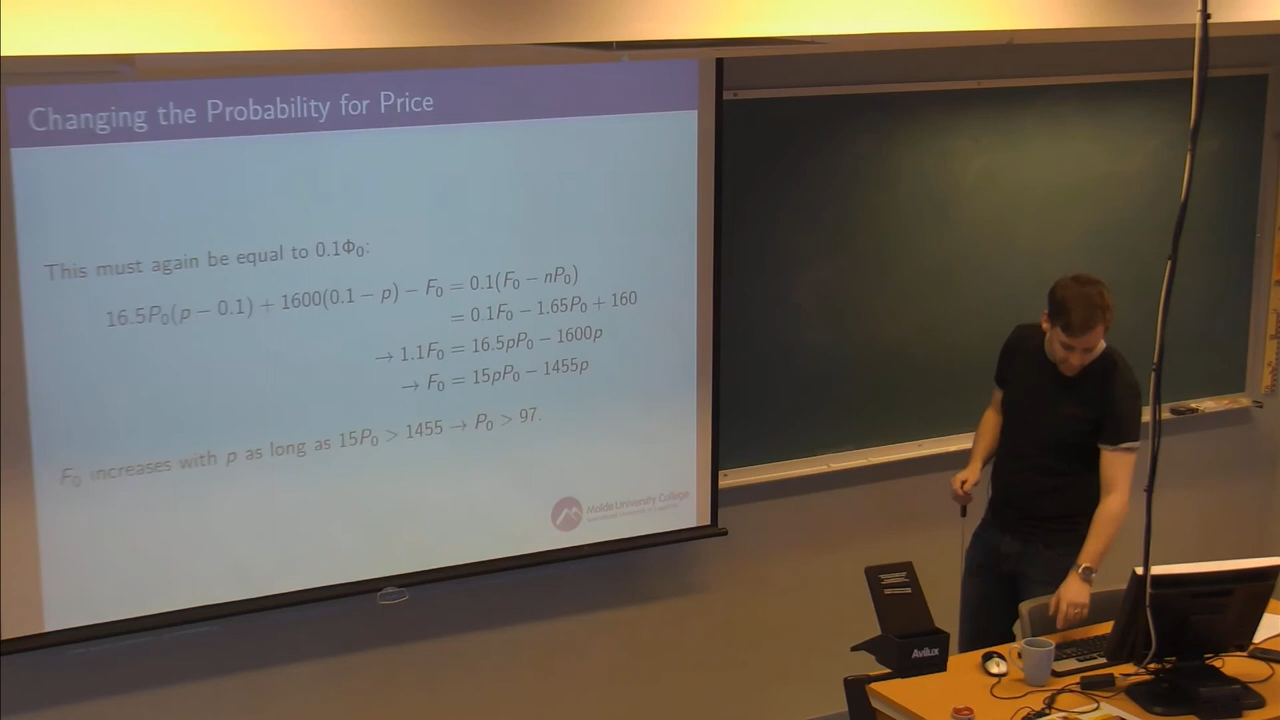 Changing the Probability for Price
This must again be equal to 0.1Φ₀:
16.5P₀(p − 0.1) + 1600(0.1 − p) − F₀ = 0.1(F₀ − nP₀)
= 0.1F₀ − 1.65P₀ + 160
→ 1.1F₀ = 16.5pP₀ − 1600p
→ F₀ = 15pP₀ − 1455p
F₀ increases with p as long as 15P₀ > 1455 → P₀ > 97.
Molde University College
Avilux